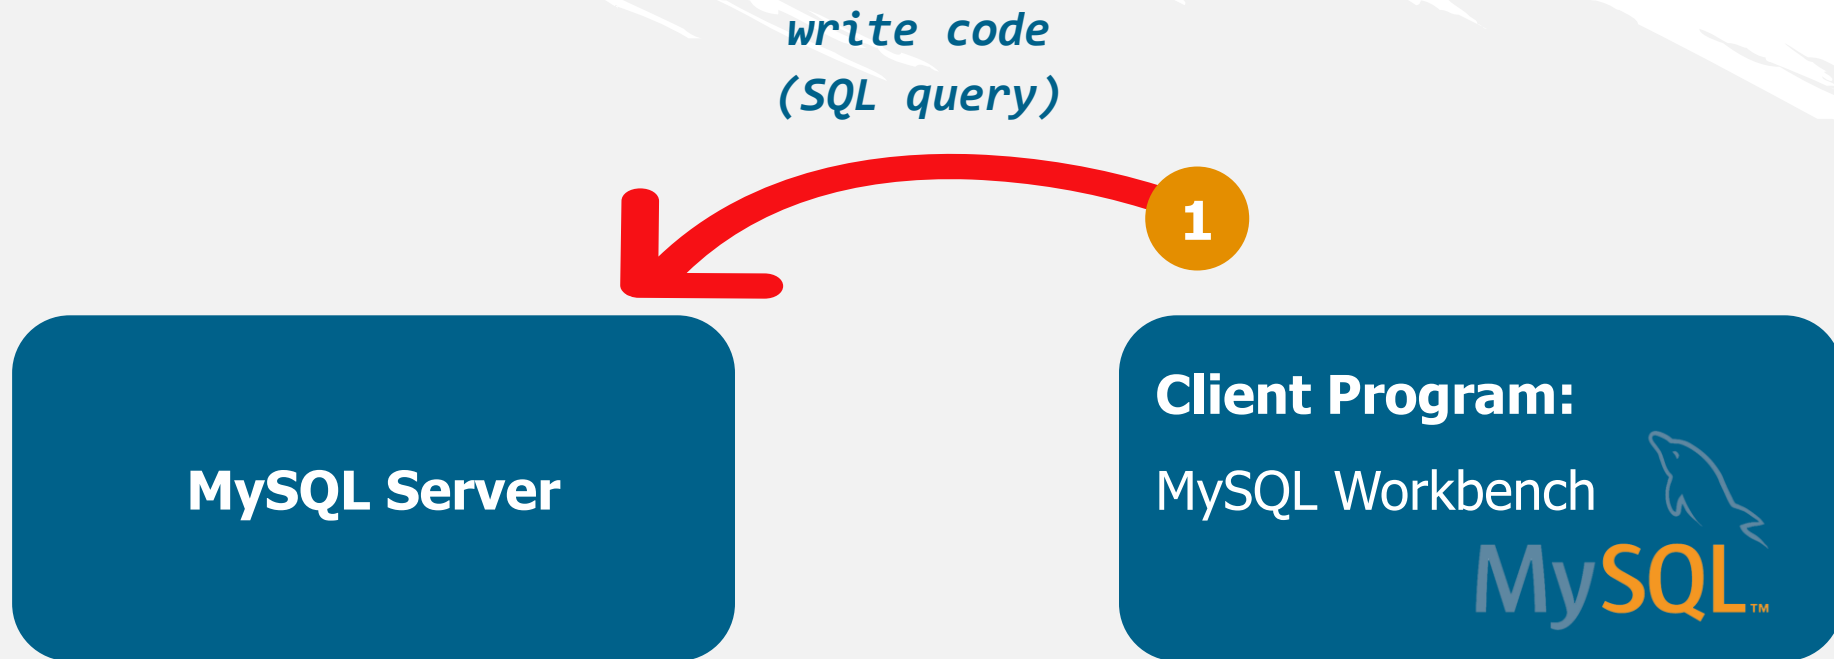 write code
(SQL query)
1
MySQL Server
Client Program:
MySQL Workbench
MySQL™